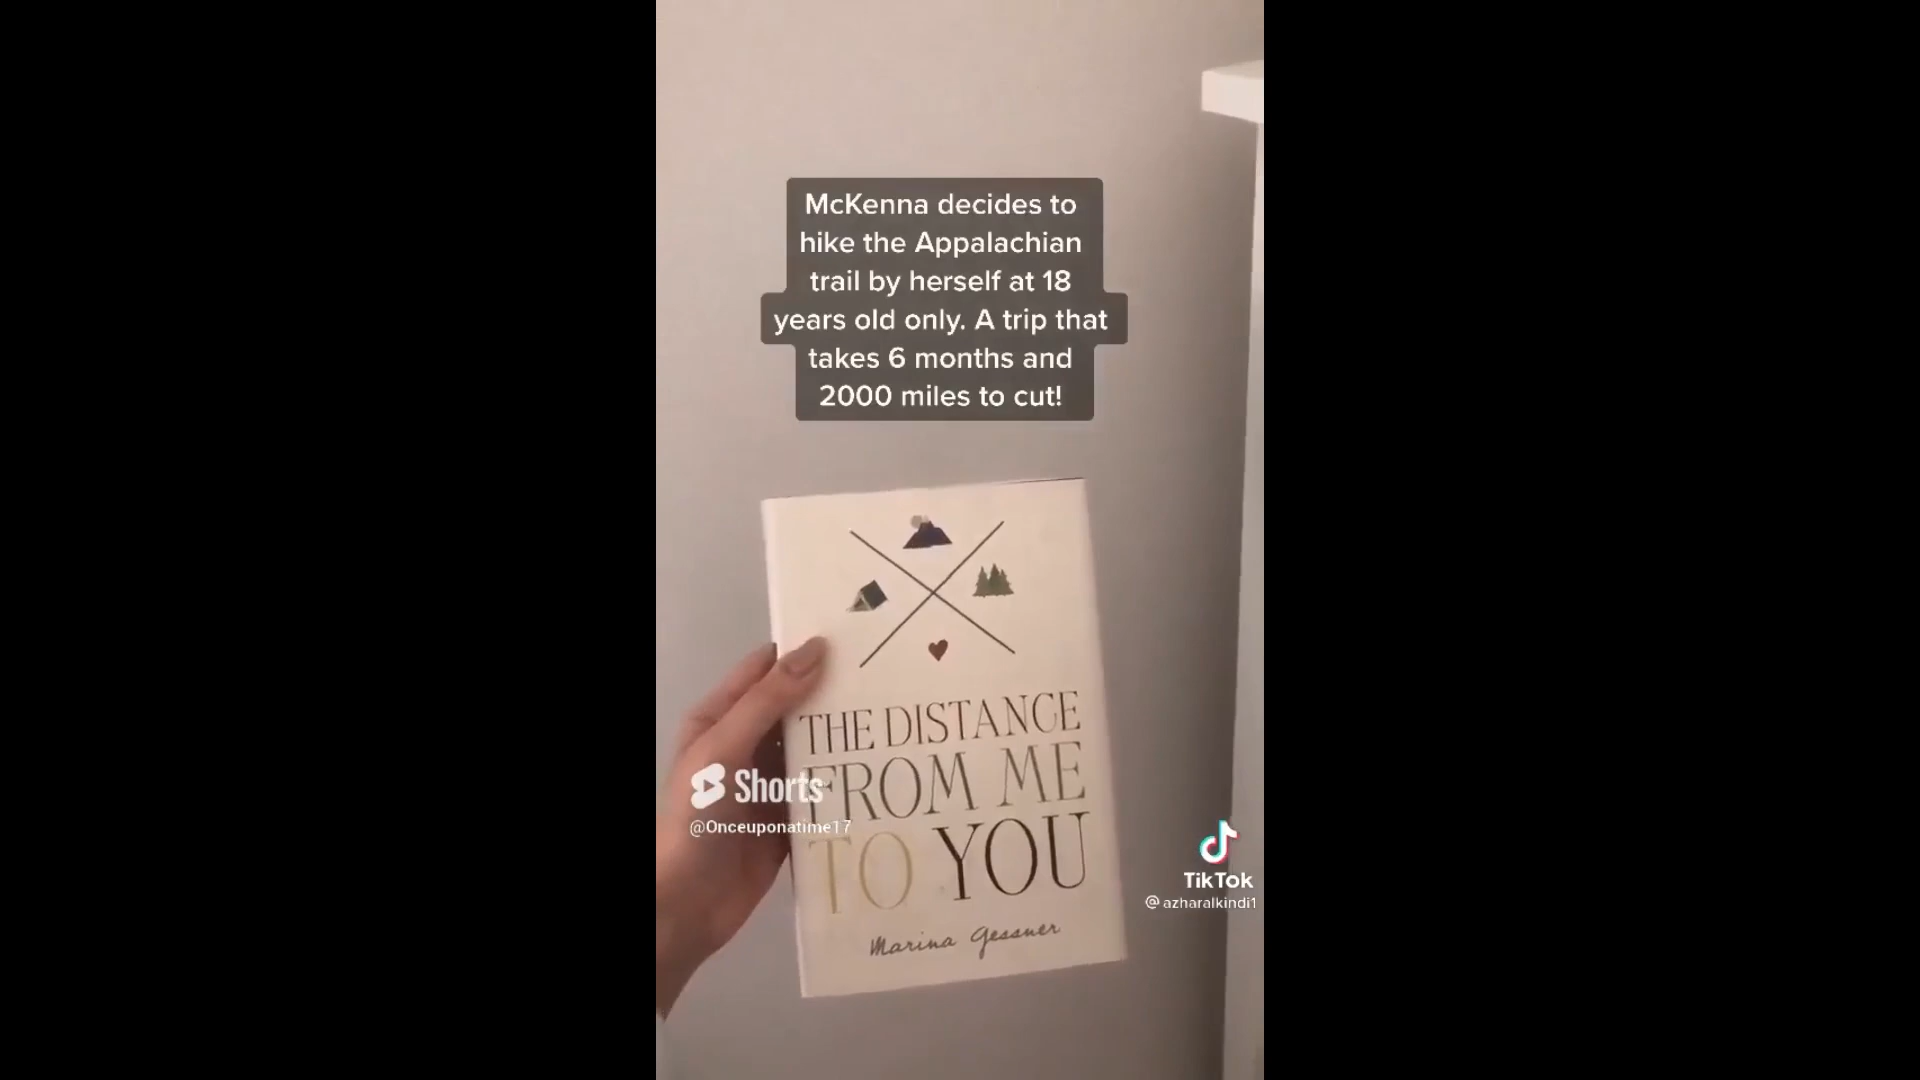 McKenna decides to
hike the Appalachian
trail by herself at 18
years old only. A trip that
takes 6 months and
2000 miles to cut!
THE DISTANCE
FROM ME
TO YOU
Marina Gessner
Shorts
@Onceuponatime17
TikTok
@azharalkindi1